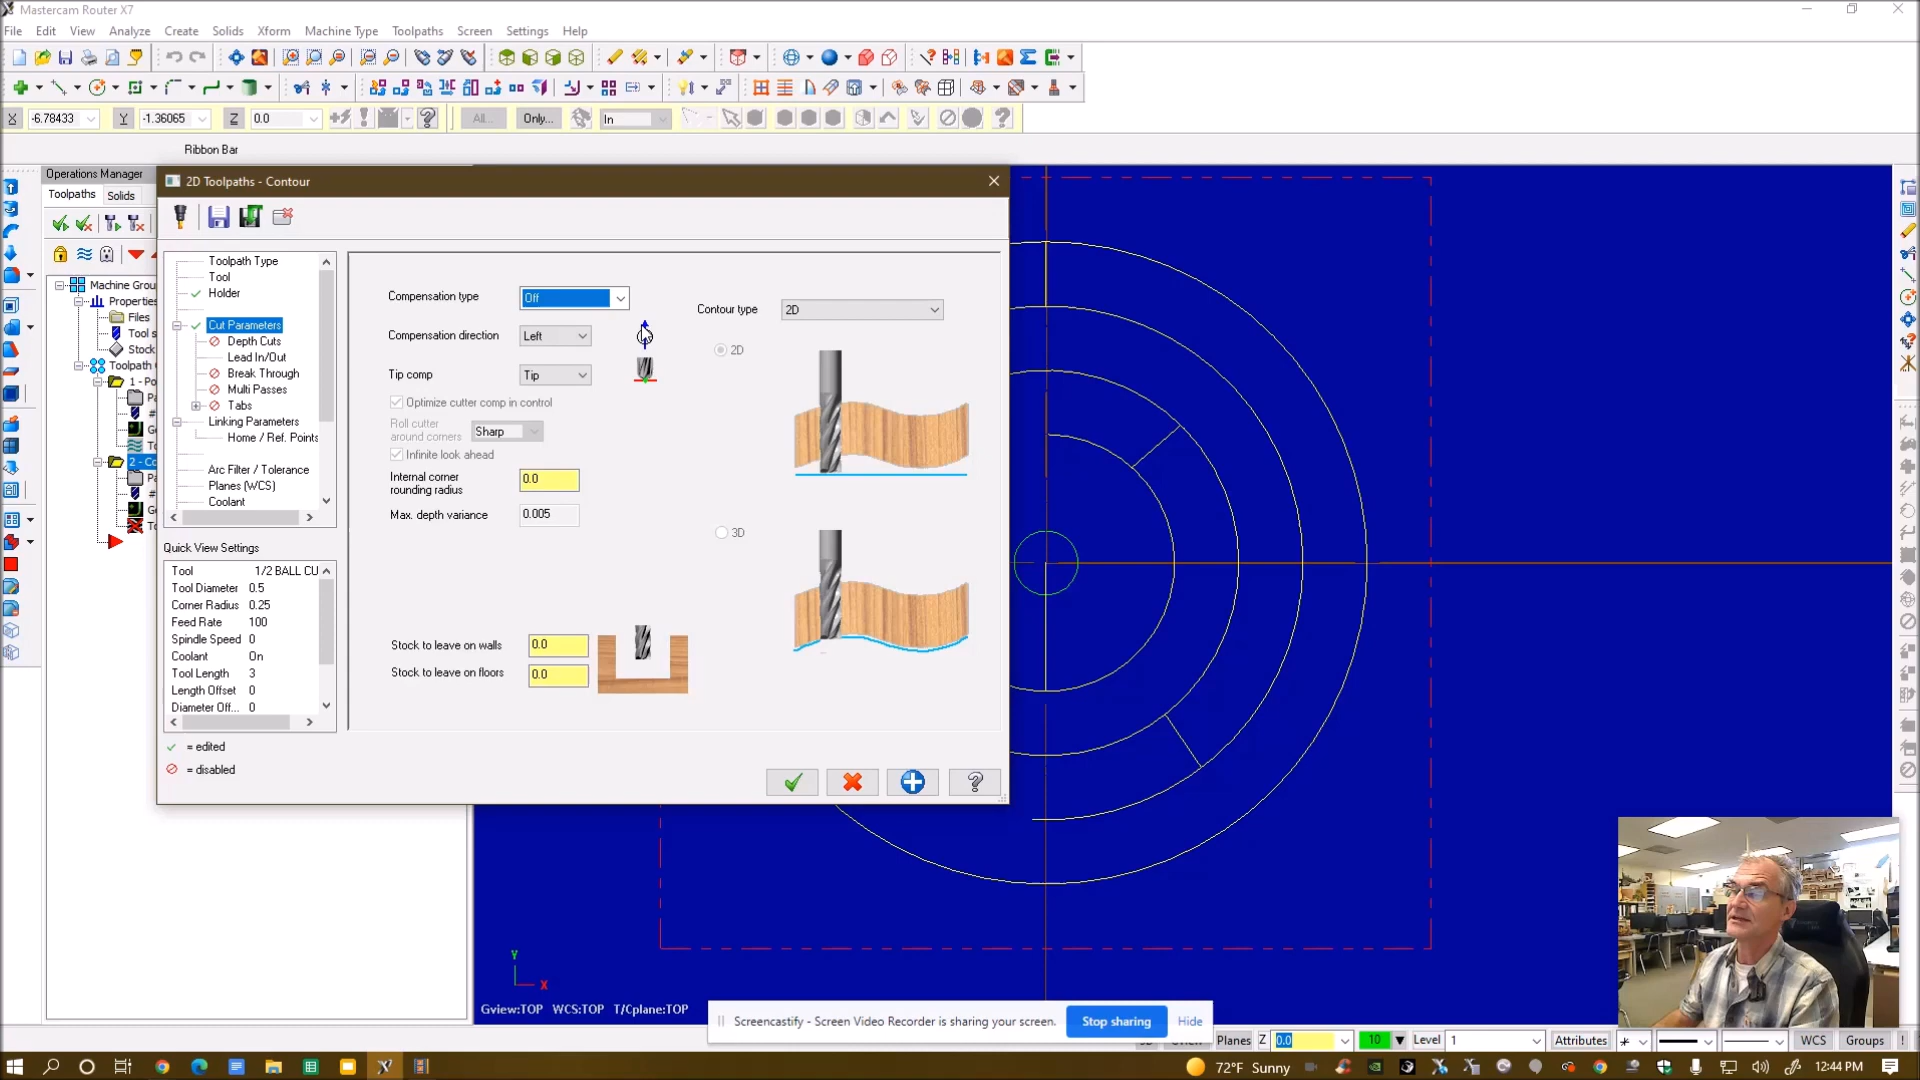 Mastercam Router X7
File Edit View Analyze Create Solids Xform Machine Type Toolpaths Screen Settings Help
X -6.78433 Y -1.36065 Z 0.0 All... Only... In
Ribbon Bar
Operations Manager
Toolpaths Solids
Machine Grou
Properties
Files
Tool s
Stock
Toolpath
1 - Po
Pa
#
G
To
2 - Co
Pa
#
G
To
2D Toolpaths - Contour
Toolpath Type
Tool
Holder
Cut Parameters
Depth Cuts
Lead In/Out
Break Through
Multi Passes
Tabs
Linking Parameters
Home / Ref. Points
Arc Filter / Tolerance
Planes (WCS)
Coolant
Quick View Settings
Tool 1/2 BALL CU
Tool Diameter 0.5
Corner Radius 0.25
Feed Rate 100
Spindle Speed 0
Coolant On
Tool Length 3
Length Offset 0
Diameter Off... 0
= edited
= disabled
Compensation type Off
Compensation direction Left
Tip comp Tip
Optimize cutter comp in control
Roll cutter
around corners Sharp
Infinite look ahead
Internal corner
rounding radius 0.0
Max. depth variance 0.005
Stock to leave on walls 0.0
Stock to leave on floors 0.0
Contour type 2D
2D
3D
Y
X
Gview:TOP WCS:TOP T/Cplane:TOP
Screencastify - Screen Video Recorder is sharing your screen. Stop sharing Hide
Planes Z 0.0 10 Level 1 Attributes WCS Groups
72°F Sunny 12:44 PM